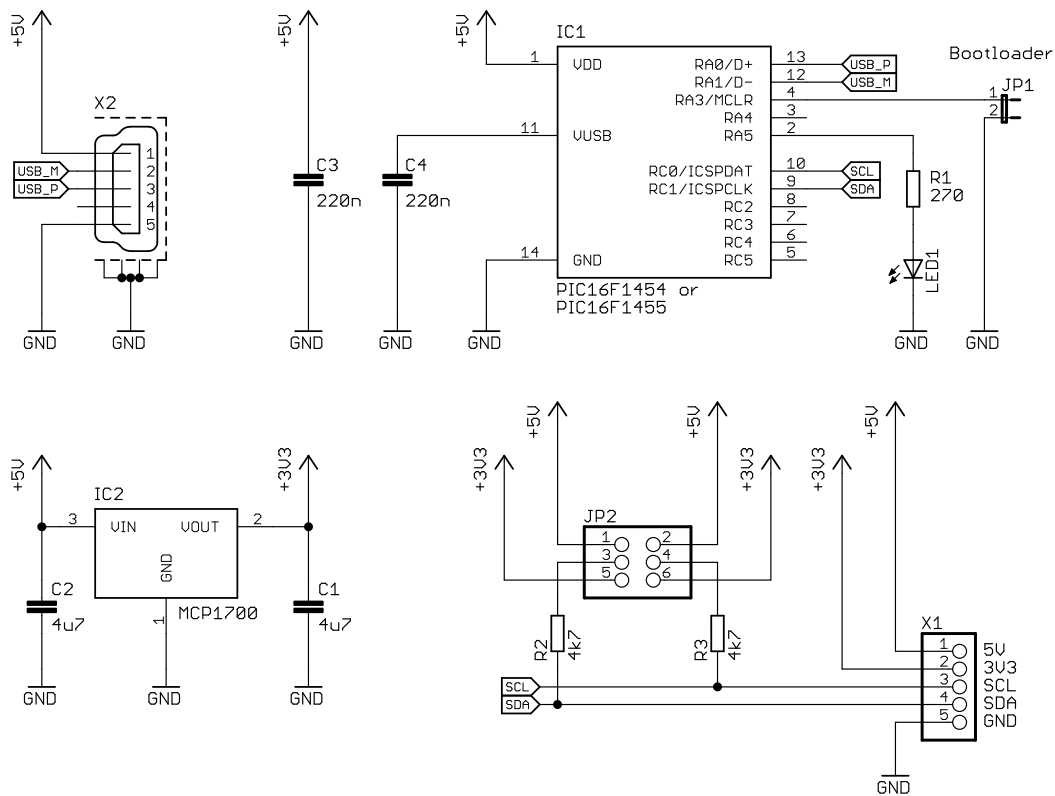 +5V
X2
1
USB_M
2
USB_P
3
4
5
GND
GND
+5V
C3
220n
GND
C4
220n
GND
+5V
IC1
1
VDD
11
VUSB
14
GND
GND
RA0/D+
13
USB_P
RA1/D-
12
USB_M
RA3/MCLR
4
RA4
3
RA5
2
RC0/ICSPDAT
10
SCL
RC1/ICSPCLK
9
SDA
RC2
8
RC3
7
RC4
6
RC5
5
PIC16F1454 or
PIC16F1455
Bootloader
JP1
1
2
R1
270
LED1
GND
GND
+5V
IC2
3
VIN
VOUT
2
GND
1
MCP1700
+3V3
C2
4u7
C1
4u7
GND
GND
GND
+3V3
+5V
+5V
+3V3
JP2
1
2
3
4
5
6
R2
4k7
R3
4k7
SCL
SDA
+3V3
+5V
X1
1
5V
2
3V3
3
SCL
4
SDA
5
GND
GND